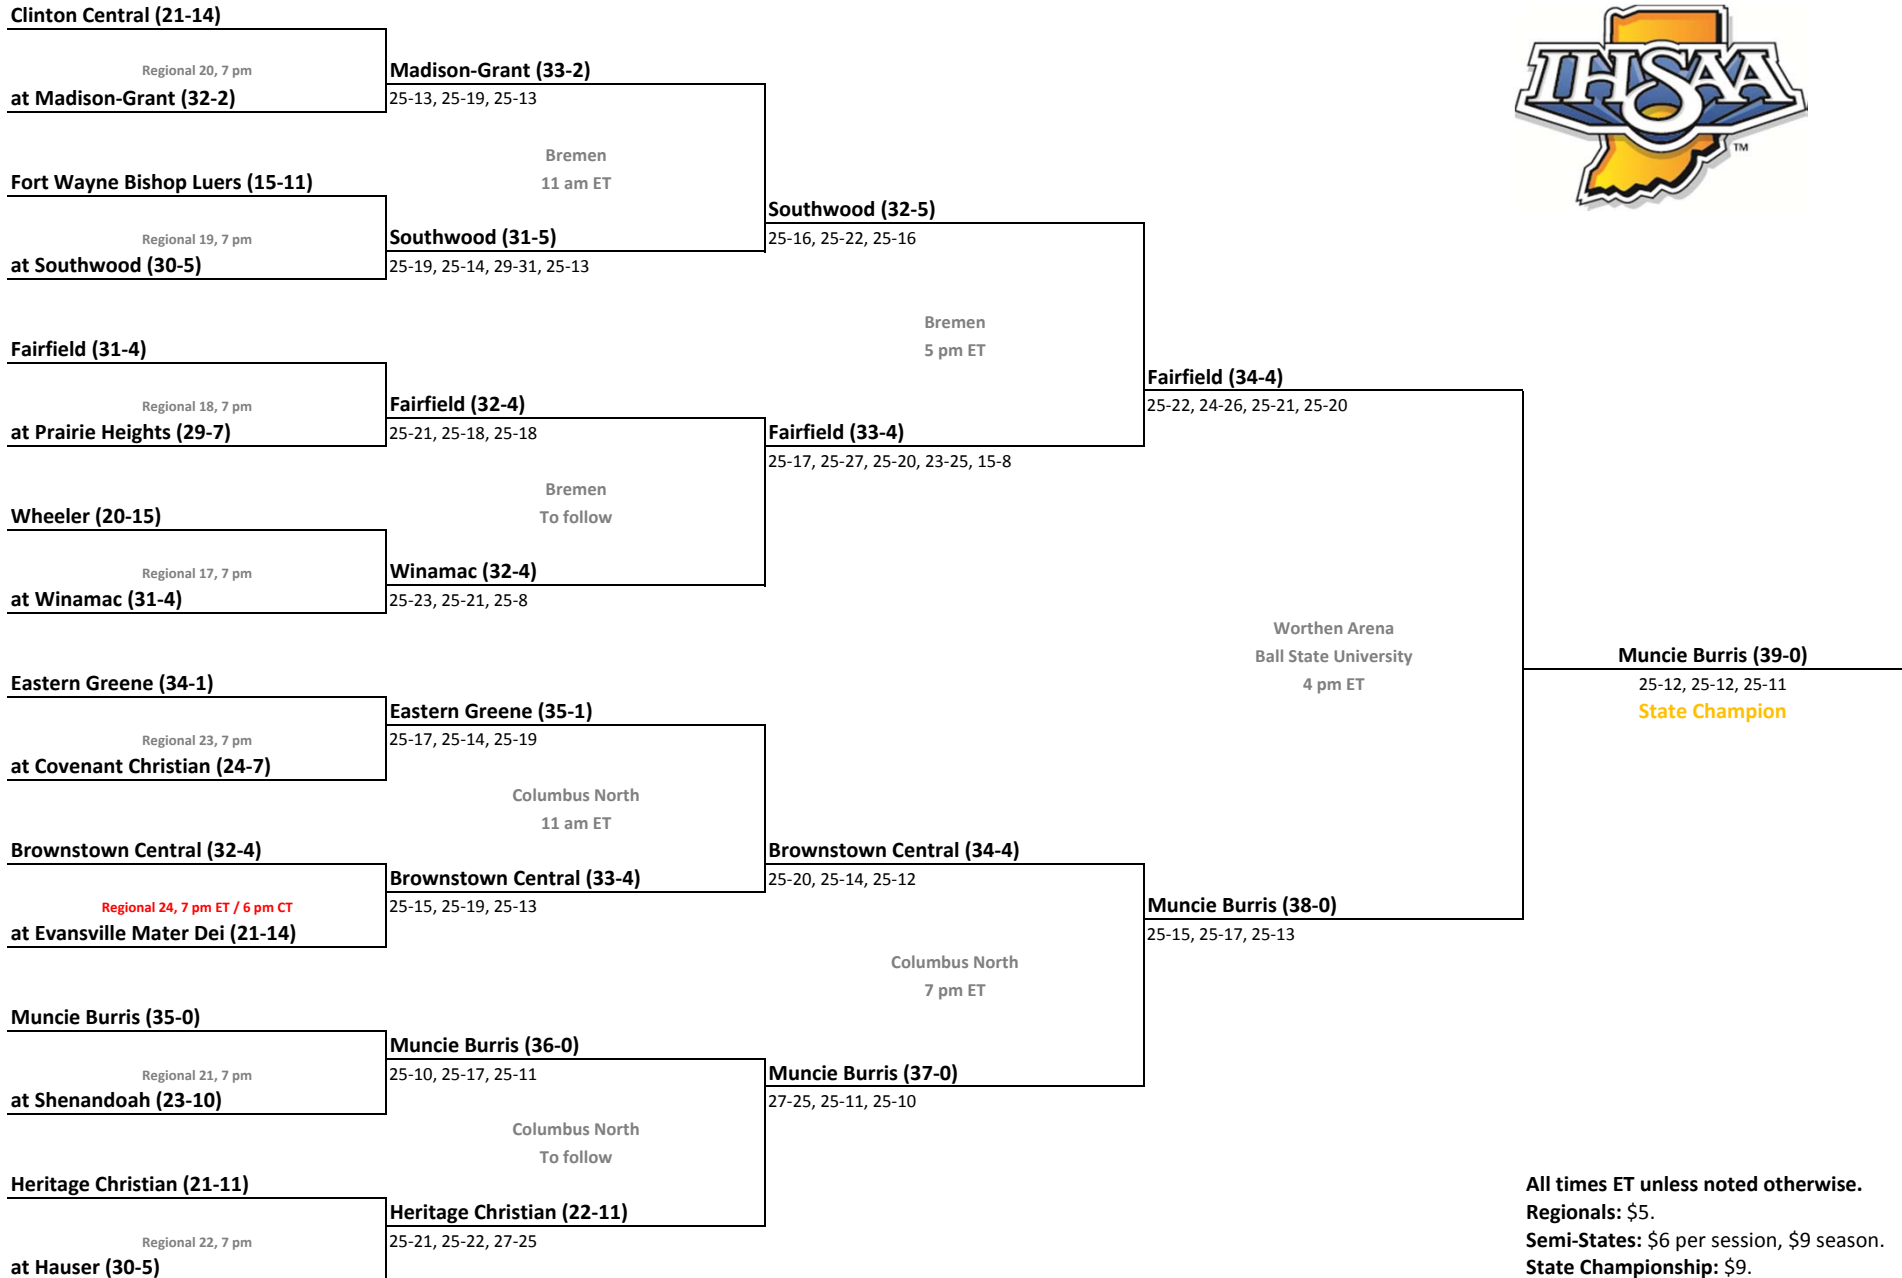 Clinton Central (21-14)
Regional 20, 7 pm
at Madison-Grant (32-2)
Fort Wayne Bishop Luers (15-11)
Regional 19, 7 pm
at Southwood (30-5)
Fairfield (31-4)
Regional 18, 7 pm
at Prairie Heights (29-7)
Wheeler (20-15)
Regional 17, 7 pm
at Winamac (31-4)
Eastern Greene (34-1)
Regional 23, 7 pm
at Covenant Christian (24-7)
Brownstown Central (32-4)
Regional 24, 7 pm ET / 6 pm CT
at Evansville Mater Dei (21-14)
Muncie Burris (35-0)
Regional 21, 7 pm
at Shenandoah (23-10)
Heritage Christian (21-11)
Regional 22, 7 pm
at Hauser (30-5)
Madison-Grant (33-2)
25-13, 25-19, 25-13
Bremen
11 am ET
Southwood (31-5)
25-19, 25-14, 29-31, 25-13
Fairfield (32-4)
25-21, 25-18, 25-18
Bremen
To follow
Winamac (32-4)
25-23, 25-21, 25-8
Eastern Greene (35-1)
25-17, 25-14, 25-19
Columbus North
11 am ET
Brownstown Central (33-4)
25-15, 25-19, 25-13
Muncie Burris (36-0)
25-10, 25-17, 25-11
Columbus North
To follow
Heritage Christian (22-11)
25-21, 25-22, 27-25
Southwood (32-5)
25-16, 25-22, 25-16
Bremen
5 pm ET
Fairfield (33-4)
25-17, 25-27, 25-20, 23-25, 15-8
Brownstown Central (34-4)
25-20, 25-14, 25-12
Columbus North
7 pm ET
Muncie Burris (37-0)
27-25, 25-11, 25-10
Fairfield (34-4)
25-22, 24-26, 25-21, 25-20
Worthen Arena
Ball State University
4 pm ET
Muncie Burris (38-0)
25-15, 25-17, 25-13
IHSAA
TM
Muncie Burris (39-0)
25-12, 25-12, 25-11
State Champion
All times ET unless noted otherwise.
Regionals: $5.
Semi-States: $6 per session, $9 season.
State Championship: $9.